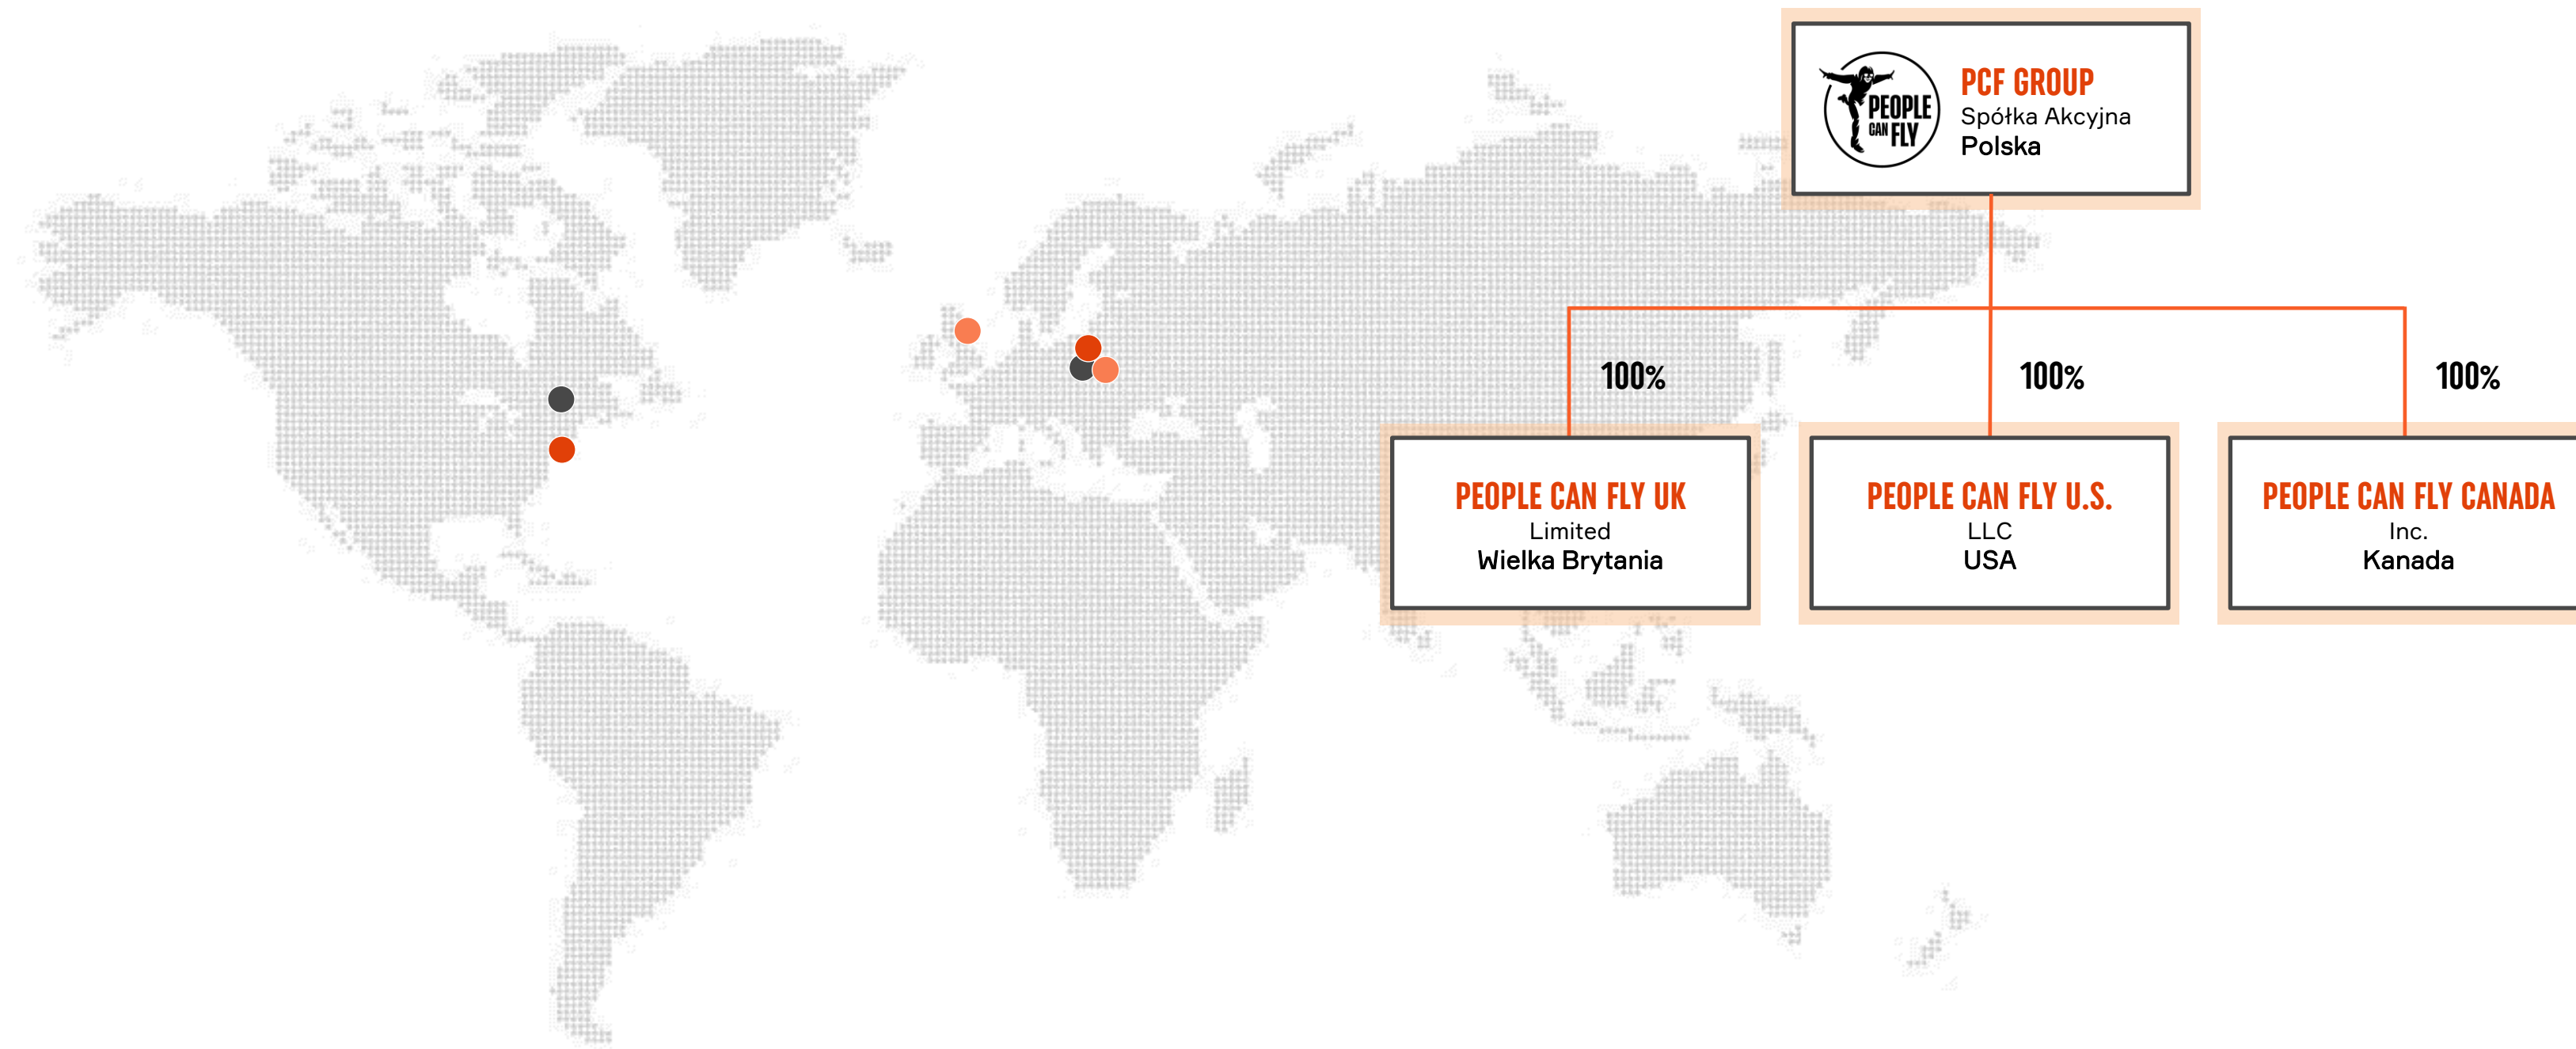 PEOPLE
CAN FLY
PCF GROUP
Spółka Akcyjna
Polska
100%
100%
100%
PEOPLE CAN FLY UK
Limited
Wielka Brytania
PEOPLE CAN FLY U.S.
LLC
USA
PEOPLE CAN FLY CANADA
Inc.
Kanada